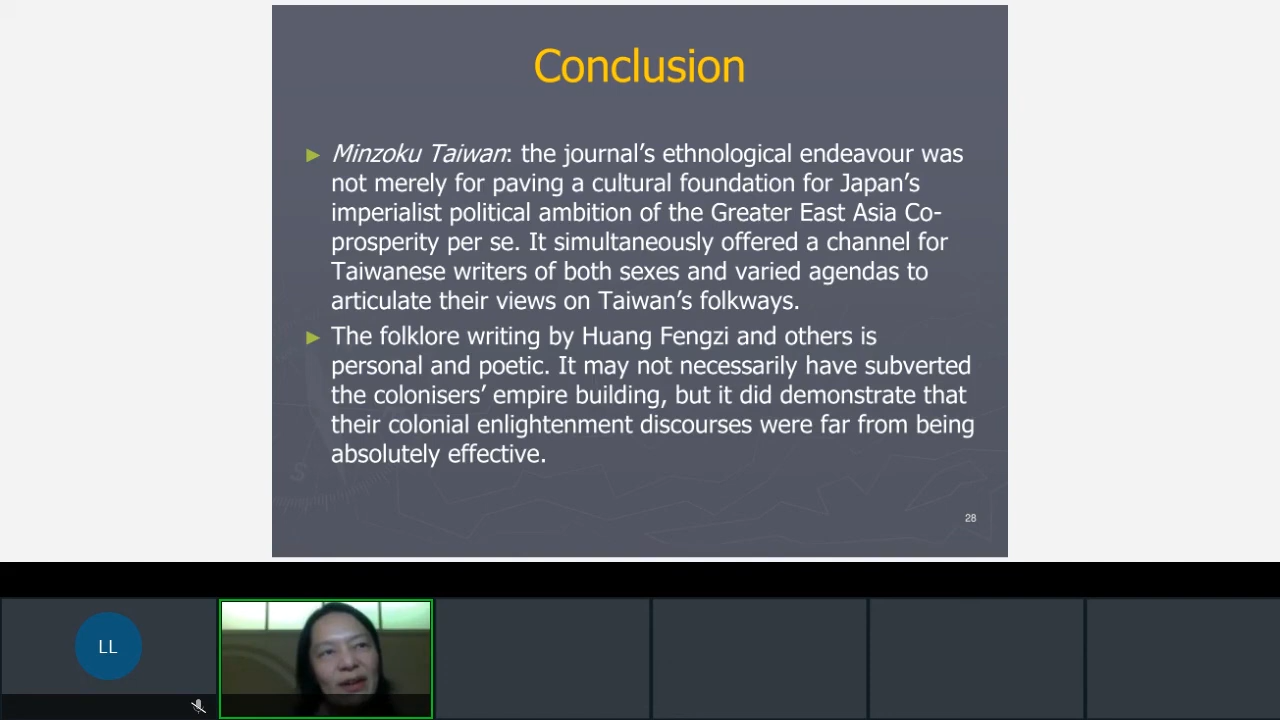 Conclusion
► Minzoku Taiwan: the journal’s ethnological endeavour was
not merely for paving a cultural foundation for Japan’s
imperialist political ambition of the Greater East Asia Co-
prosperity per se. It simultaneously offered a channel for
Taiwanese writers of both sexes and varied agendas to
articulate their views on Taiwan’s folkways.
► The folklore writing by Huang Fengzi and others is
personal and poetic. It may not necessarily have subverted
the colonisers’ empire building, but it did demonstrate that
their colonial enlightenment discourses were far from being
absolutely effective.
28
LL